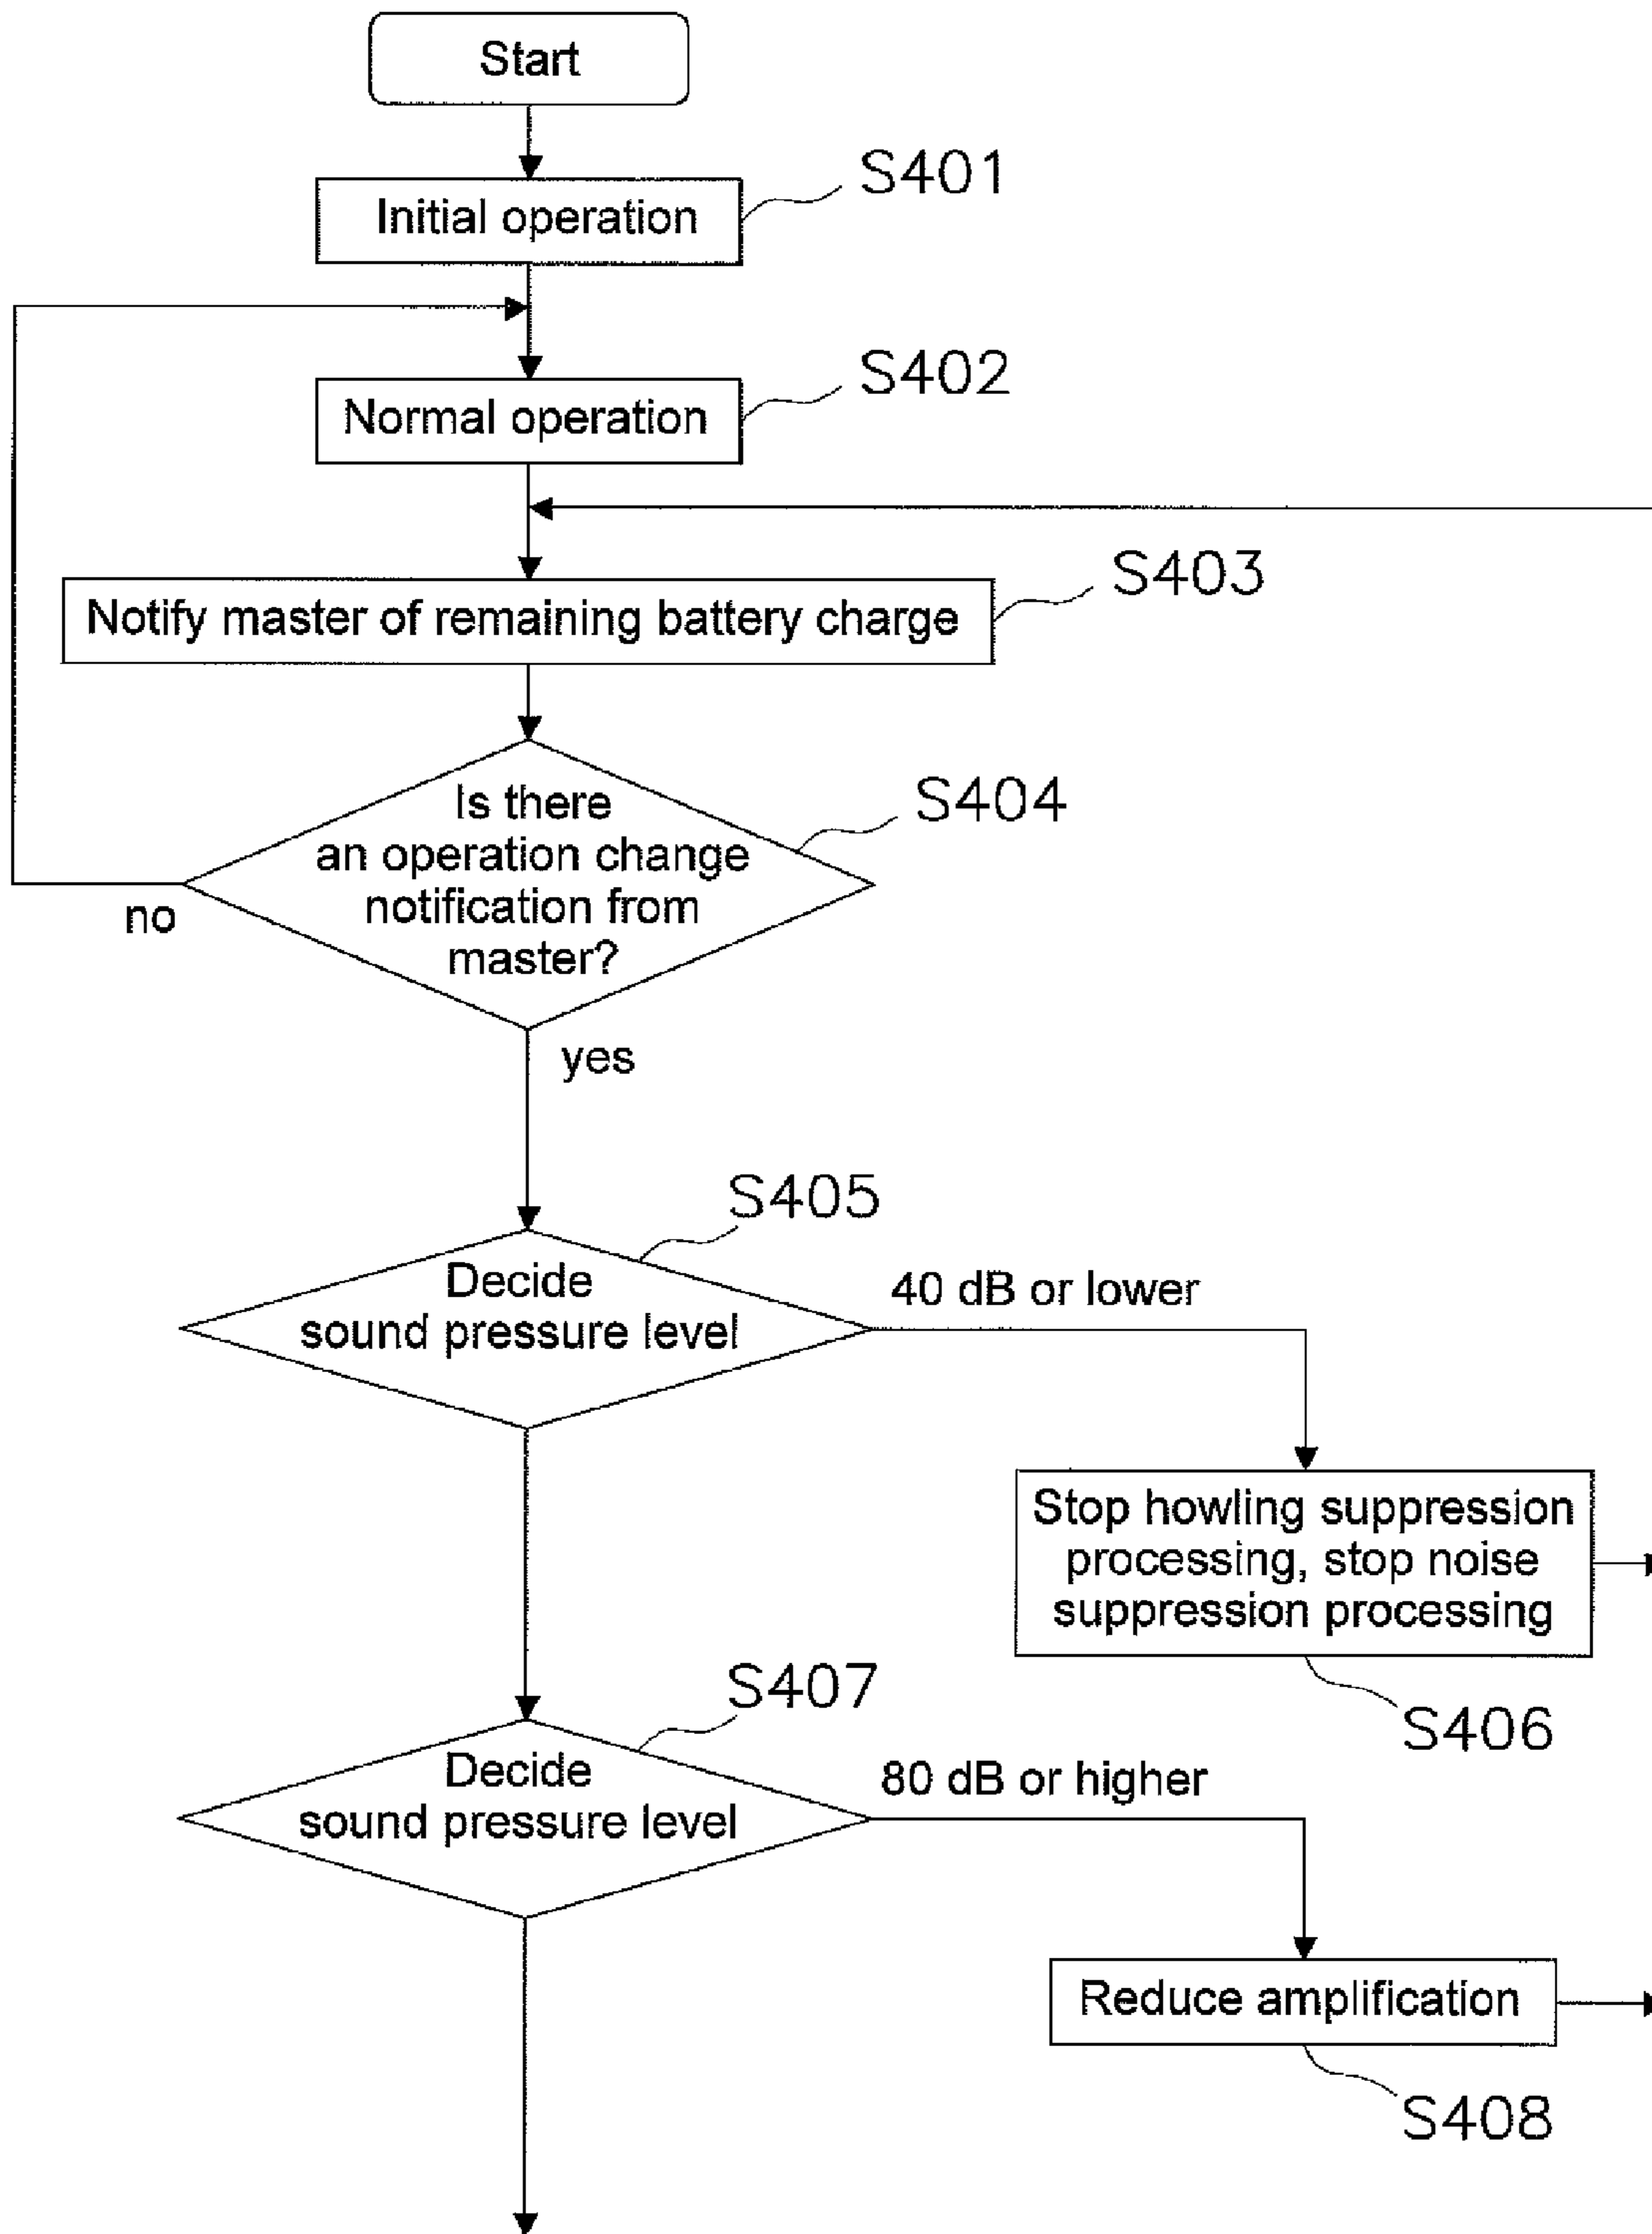 Start
S401
Initial operation
S402
Normal operation
S403
Notify master of remaining battery charge
S404
Is there
an operation change
notification from
master?
no
yes
S405
Decide
sound pressure level
40 dB or lower
Stop howling suppression
processing, stop noise
suppression processing
S406
S407
Decide
sound pressure level
80 dB or higher
Reduce amplification
S408